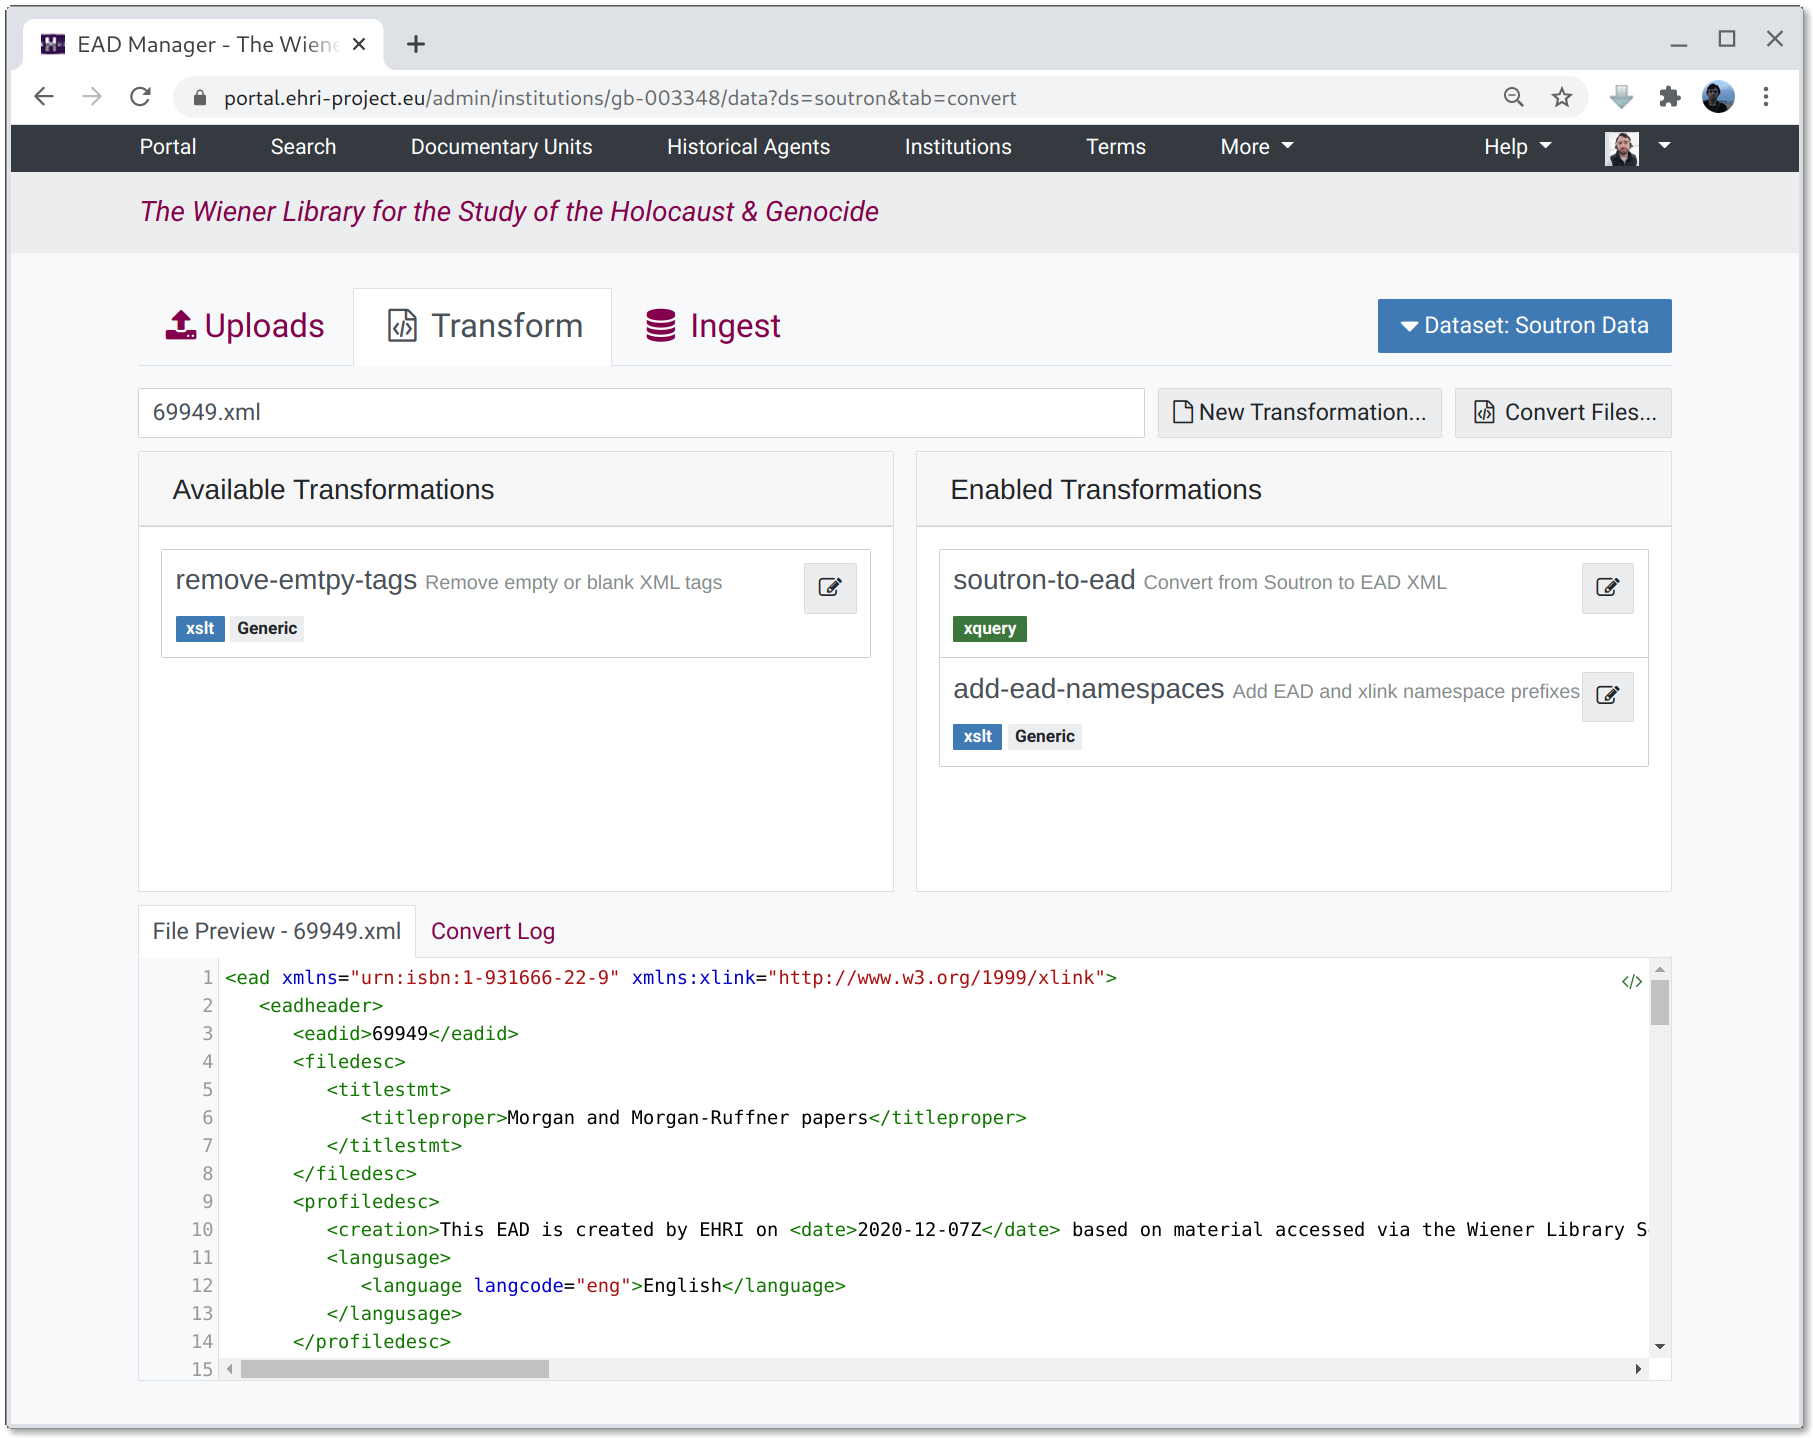 EAD Manager - The Wiene
portal.ehri-project.eu/admin/institutions/gb-003348/data?ds=soutron&tab=convert
Portal Search Documentary Units Historical Agents Institutions Terms More Help
The Wiener Library for the Study of the Holocaust & Genocide
Uploads Transform Ingest Dataset: Soutron Data
69949.xml New Transformation... Convert Files...
Available Transformations
remove-emtpy-tags Remove empty or blank XML tags
xslt Generic
Enabled Transformations
soutron-to-ead Convert from Soutron to EAD XML
xquery
add-ead-namespaces Add EAD and xlink namespace prefixes
xslt Generic
File Preview - 69949.xml Convert Log
1 <ead xmlns="urn:isbn:1-931666-22-9" xmlns:xlink="http://www.w3.org/1999/xlink"> </>
2 <eadheader>
3 <eadid>69949</eadid>
4 <filedesc>
5 <titlestmt>
6 <titleproper>Morgan and Morgan-Ruffner papers</titleproper>
7 </titlestmt>
8 </filedesc>
9 <profiledesc>
10 <creation>This EAD is created by EHRI on <date>2020-12-07Z</date> based on material accessed via the Wiener Library S
11 <langusage>
12 <language langcode="eng">English</language>
13 </langusage>
14 </profiledesc>
15